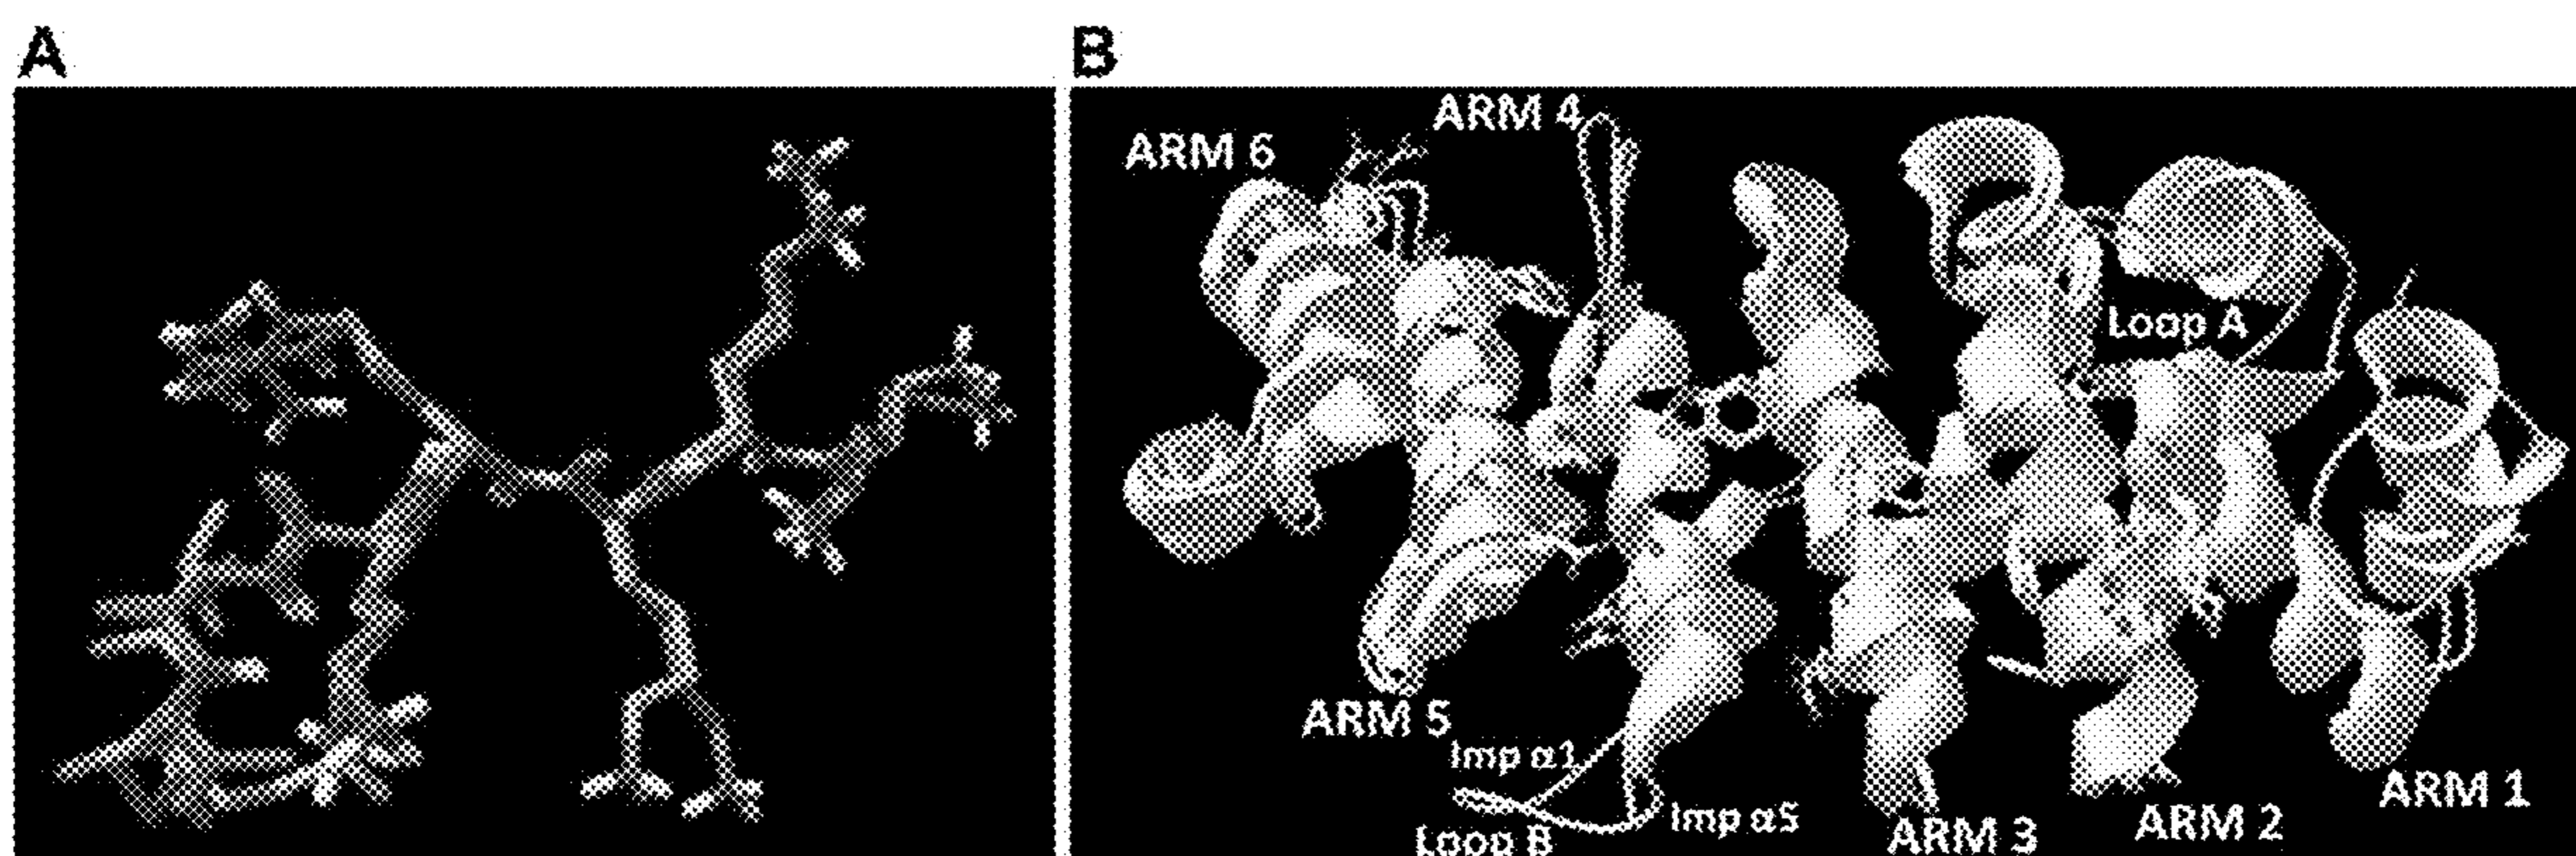 A
B
ARM 4
ARM 6
Loop A
ARM 5
Imp α1
ARM 1
Imp α5
Loop B
ARM 3
ARM 2